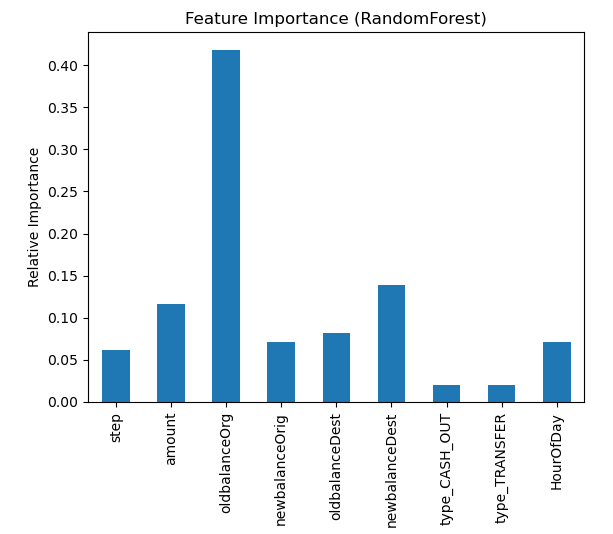 Feature Importance (RandomForest)
Relative Importance
0.40
0.35
0.30
0.25
0.20
0.15
0.10
0.05
0.00
step
amount
oldbalanceOrg
newbalanceOrig
oldbalanceDest
newbalanceDest
type_CASH_OUT
type_TRANSFER
HourOfDay